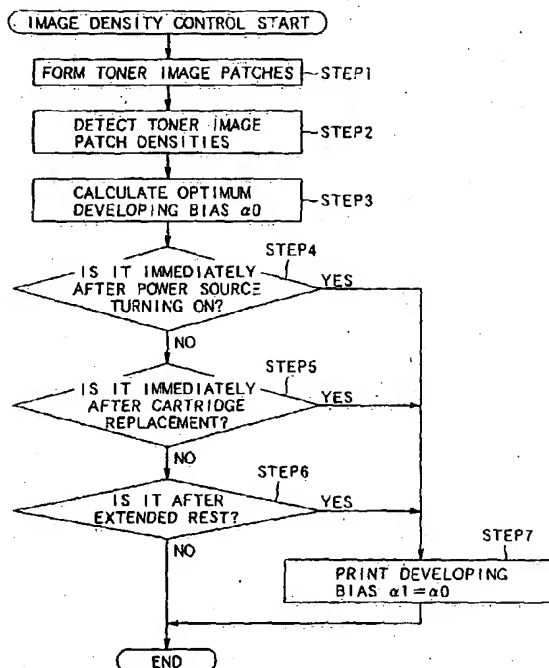 IMAGE DENSITY CONTROL START
FORM TONER IMAGE PATCHES
STEP1
DETECT TONER IMAGE
PATCH DENSITIES
STEP2
CALCULATE OPTIMUM
DEVELOPING BIAS α0
STEP3
STEP4
IS IT IMMEDIATELY
AFTER POWER SOURCE
TURNING ON?
YES
NO
STEP5
IS IT IMMEDIATELY
AFTER CARTRIDGE
REPLACEMENT?
YES
NO
STEP6
IS IT AFTER
EXTENDED REST?
YES
NO
STEP7
PRINT DEVELOPING
BIAS α1=α0
END